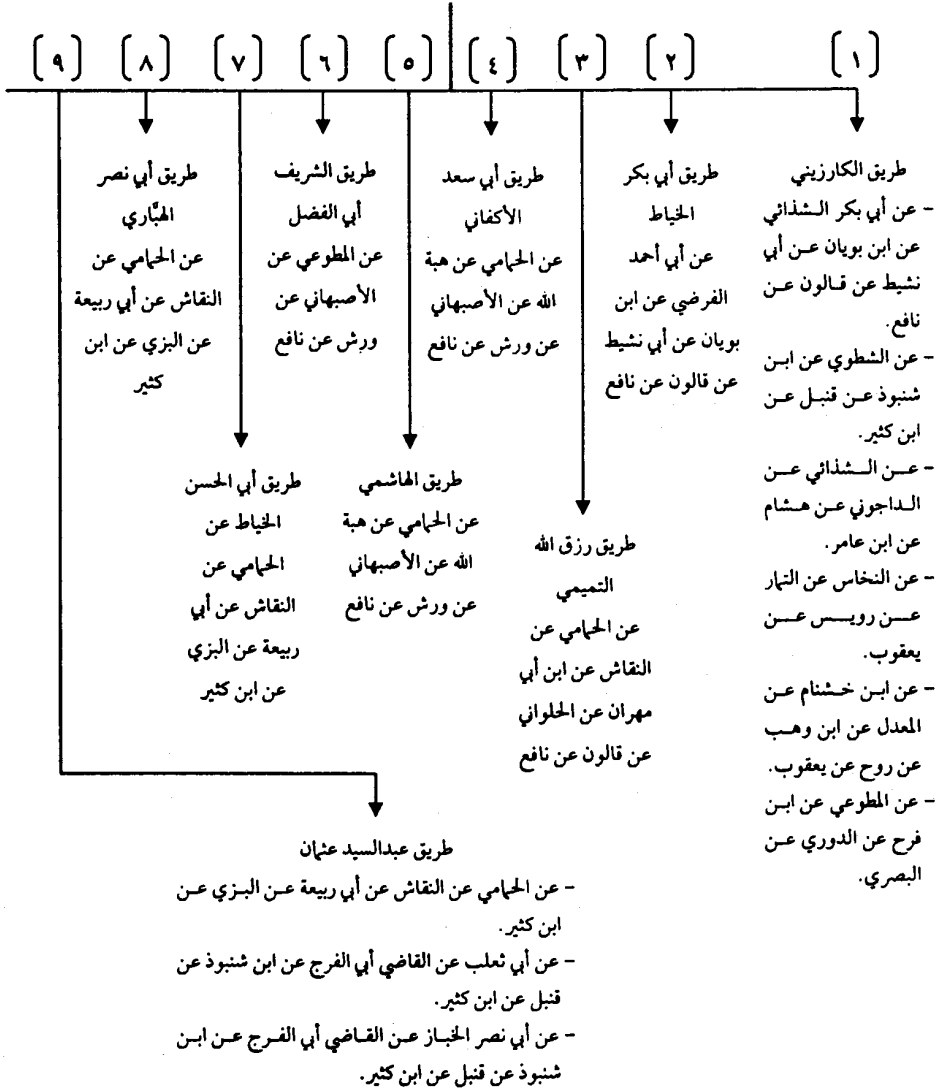 [١] [٢] [٣] [٤] [٥] [٦] [٧] [٨] [٩]
طريق الكارزيني
– عن أبي بكر الشذائي
عن ابن بويان عن أبي
نشيط عن قالون عن
نافع.
– عن الشطوي عن ابن
شنبوذ عن قنبل عن
ابن كثير.
– عن الشذائي عن
الداجوني عن هشام
عن ابن عامر.
– عن النخاس عن التمار
عن رويس عن
يعقوب.
– عن ابن خشنام عن
المعدل عن ابن وهب
عن روح عن يعقوب.
– عن المطوعي عن ابن
فرح عن الدوري عن
البصري.
طريق أبي بكر
الخياط
عن أبي أحمد
الفرضي عن ابن
بويان عن أبي نشيط
عن قالون عن نافع
طريق رزق الله
التميمي
عن الحمامي عن
النقاش عن ابن أبي
مهران عن الحلواني
عن قالون عن نافع
طريق أبي سعد
الأكفاني
عن الحمامي عن هبة
الله عن الأصبهاني
عن ورش عن نافع
طريق الهاشمي
عن الحمامي عن هبة
الله عن الأصبهاني
عن ورش عن نافع
طريق الشريف
أبي الفضل
عن المطوعي عن
الأصبهاني عن
ورش عن نافع
طريق أبي الحسن
الخياط عن
الحمامي عن
النقاش عن أبي
ربيعة عن البزي
عن ابن كثير
طريق أبي نصر
الهبَّاري
عن الحمامي عن
النقاش عن أبي ربيعة
عن البزي عن ابن
كثير
طريق عبدالسيد عثمان
– عن الحمامي عن النقاش عن أبي ربيعة عن البزي عن
ابن كثير.
– عن أبي ثعلب عن القاضي أبي الفرج عن ابن شنبوذ عن
قنبل عن ابن كثير.
– عن أبي نصر الخباز عن القاضي أبي الفرج عن ابن
شنبوذ عن قنبل عن ابن كثير.